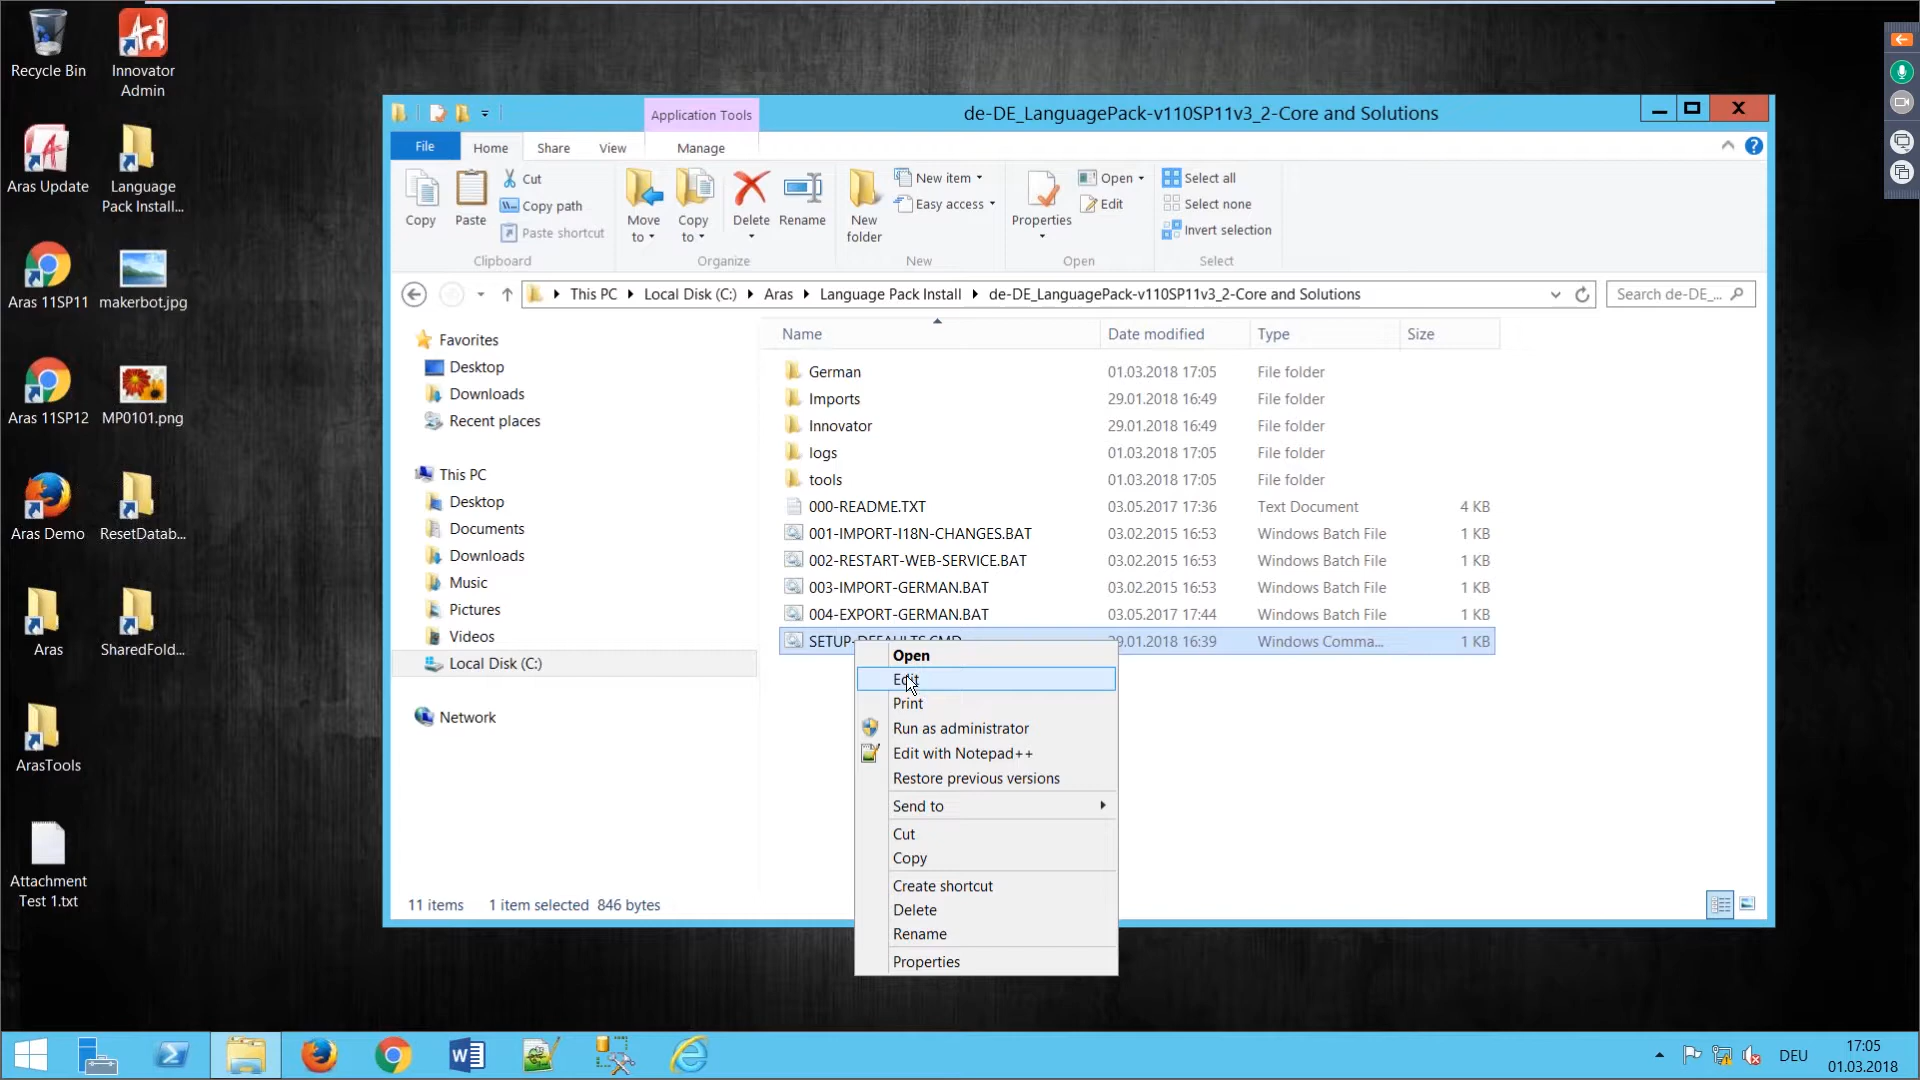 Recycle Bin
Innovator
Admin
Aras Update
Language
Pack Install...
Aras 11SP11
makerbot.jpg
Aras 11SP12
MP0101.png
Aras Demo
ResetDatab...
Aras
SharedFold...
ArasTools
Attachment
Test 1.txt
Application Tools
de-DE_LanguagePack-v110SP11v3_2-Core and Solutions
File
Home
Share
View
Manage
Copy
Paste
Cut
Copy path
Paste shortcut
Clipboard
Move
to
Copy
to
Delete
Rename
Organize
New
folder
New item
Easy access
New
Properties
Open
Edit
Open
Select all
Select none
Invert selection
Select
This PC
Local Disk (C:)
Aras
Language Pack Install
de-DE_LanguagePack-v110SP11v3_2-Core and Solutions
Search de-DE_...
Favorites
Desktop
Downloads
Recent places
This PC
Desktop
Documents
Downloads
Music
Pictures
Videos
Local Disk (C:)
Network
Name Date modified Type Size
German 01.03.2018 17:05 File folder
Imports 29.01.2018 16:49 File folder
Innovator 29.01.2018 16:49 File folder
logs 01.03.2018 17:05 File folder
tools 01.03.2018 17:05 File folder
000-README.TXT 03.05.2017 17:36 Text Document 4 KB
001-IMPORT-I18N-CHANGES.BAT 03.02.2015 16:53 Windows Batch File 1 KB
002-RESTART-WEB-SERVICE.BAT 03.02.2015 16:53 Windows Batch File 1 KB
003-IMPORT-GERMAN.BAT 03.02.2015 16:53 Windows Batch File 1 KB
004-EXPORT-GERMAN.BAT 03.05.2017 17:44 Windows Batch File 1 KB
SETUP-DEFAULTS.CMD 29.01.2018 16:39 Windows Comma... 1 KB
Open
Edit
Print
Run as administrator
Edit with Notepad++
Restore previous versions
Send to
Cut
Copy
Create shortcut
Delete
Rename
Properties
11 items 1 item selected 846 bytes
DEU
17:05
01.03.2018